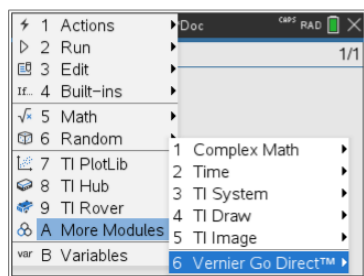 1 Actions
2 Run
3 Edit
If... 4 Built-ins
√x 5 Math
6 Random
7 TI PlotLib
8 TI Hub
9 TI Rover
A More Modules
var B Variables
Doc
CAPS RAD
1/1
1 Complex Math
2 Time
3 TI System
4 TI Draw
5 TI Image
6 Vernier Go Direct™